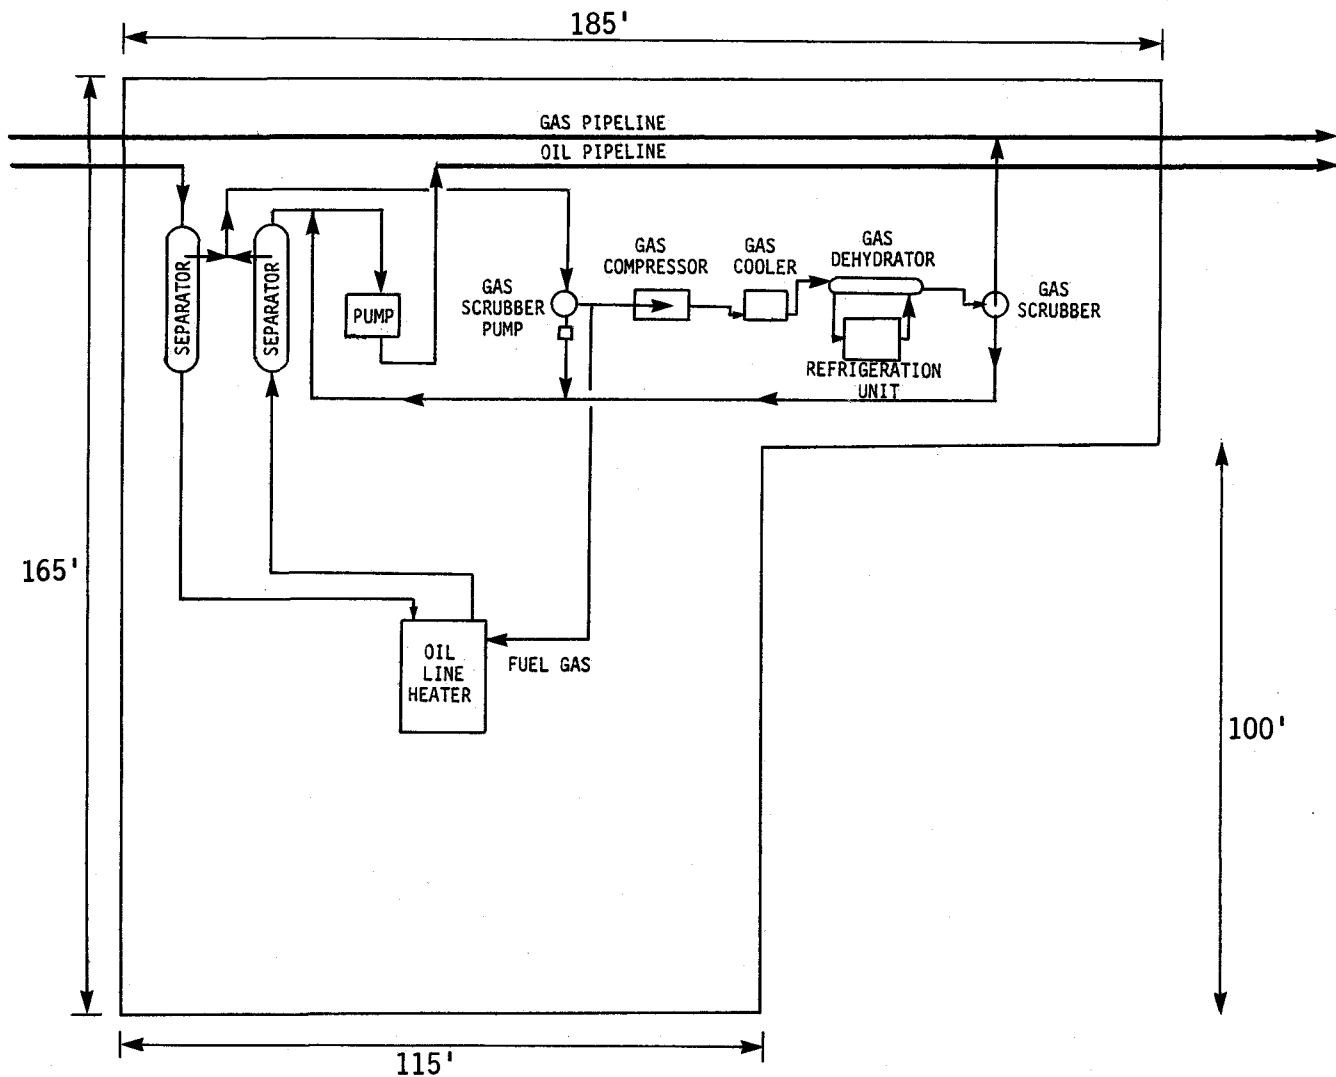 185'
GAS PIPELINE
OIL PIPELINE
SEPARATOR
SEPARATOR
PUMP
GAS
SCRUBBER
PUMP
GAS
COMPRESSOR
GAS
COOLER
GAS
DEHYDRATOR
GAS
SCRUBBER
REFRIGERATION
UNIT
165'
OIL
LINE
HEATER
FUEL GAS
100'
115'